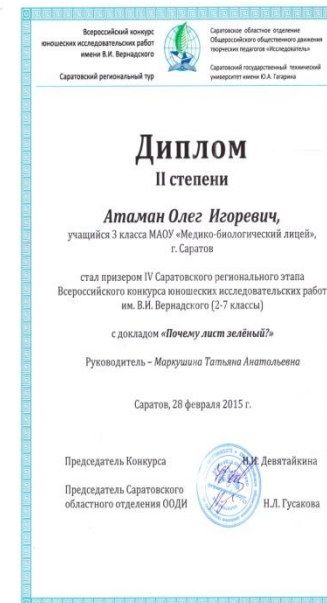 Всероссийский конкурс
юношеских исследовательских работ
имени В.И. Вернадского
Саратовский региональный тур
Саратовское областное отделение
Общероссийского общественного движения
творческих педагогов «Исследователь»
Саратовский государственный технический
университет имени Ю.А. Гагарина
Диплом
II степени
Атаман Олег Игоревич,
учащийся 3 класса МАОУ «Медико-биологический лицей»,
г. Саратов
стал призером IV Саратовского регионального этапа
Всероссийского конкурса юношеских исследовательских работ
им. В.И. Вернадского (2-7 классы)
с докладом «Почему лист зелёный?»
Руководитель – Маркушина Татьяна Анатольевна
Саратов, 28 февраля 2015 г.
Председатель Конкурса Н.И. Девятайкина
Председатель Саратовского
областного отделения ООДИ Н.Л. Гусакова